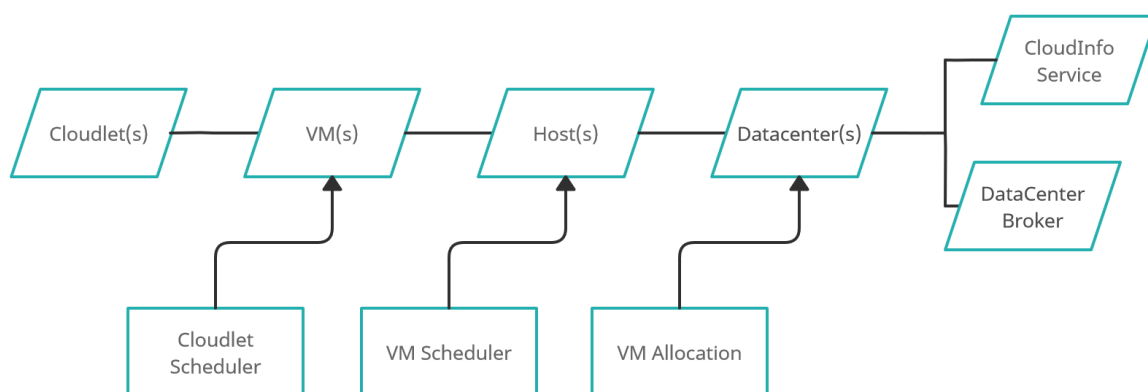 CloudInfo
Service
Cloudlet(s)
VM(s)
Host(s)
Datacenter(s)
DataCenter
Broker
Cloudlet
Scheduler
VM Scheduler
VM Allocation